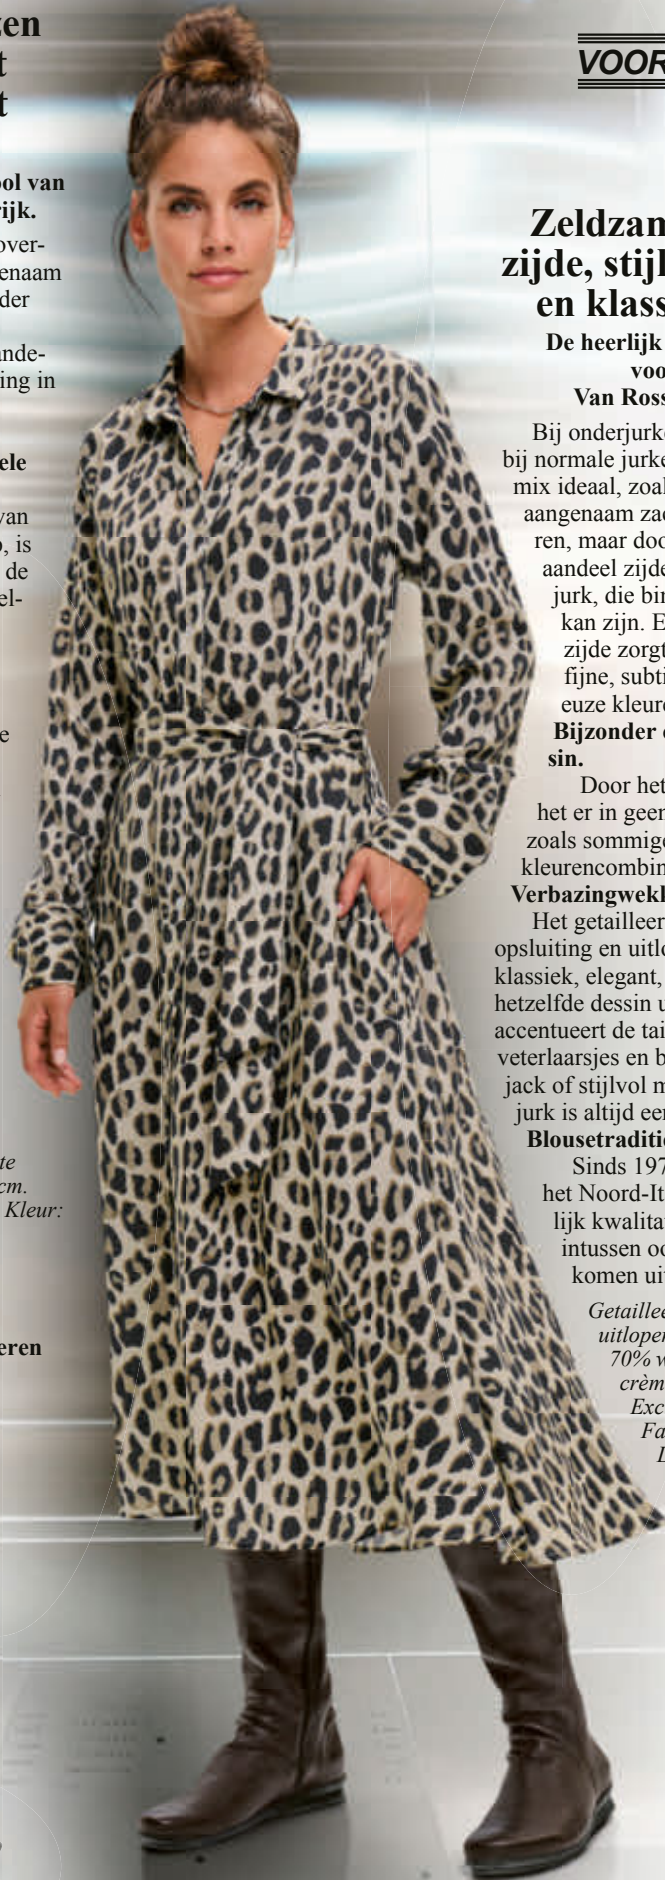 zen
t
t
ool van
rijk.
over-
enaam
der
ande-
ing in
ele
van
o, is
de
el-
e
te
cm.
Kleur:
eren
VOOR
Zeldzam
zijde, stijl
en klass
De heerlijk
voo
Van Ross
Bij onderjurke
bij normale jurke
mix ideaal, zoal
aangenaam zac
ren, maar doo
aandeel zijde
jurk, die bin
kan zijn. E
zijde zorgt
fijne, subti
euze kleure
Bijzonder
sin.
Door het
het er in geen
zoals sommige
kleurencombin
Verbazingwekk
Het getailleer
opsluiting en uitlo
klassiek, elegant,
hetzelfde dessin u
accentueert de tai
veterlaarsjes en b
jack of stijlvol m
jurk is altijd een
Blousetraditie
Sinds 197
het Noord-It
lijk kwalita
intussen oo
komen uit
Getaillee
uitloper
70% w
crèm
Exc
Fa